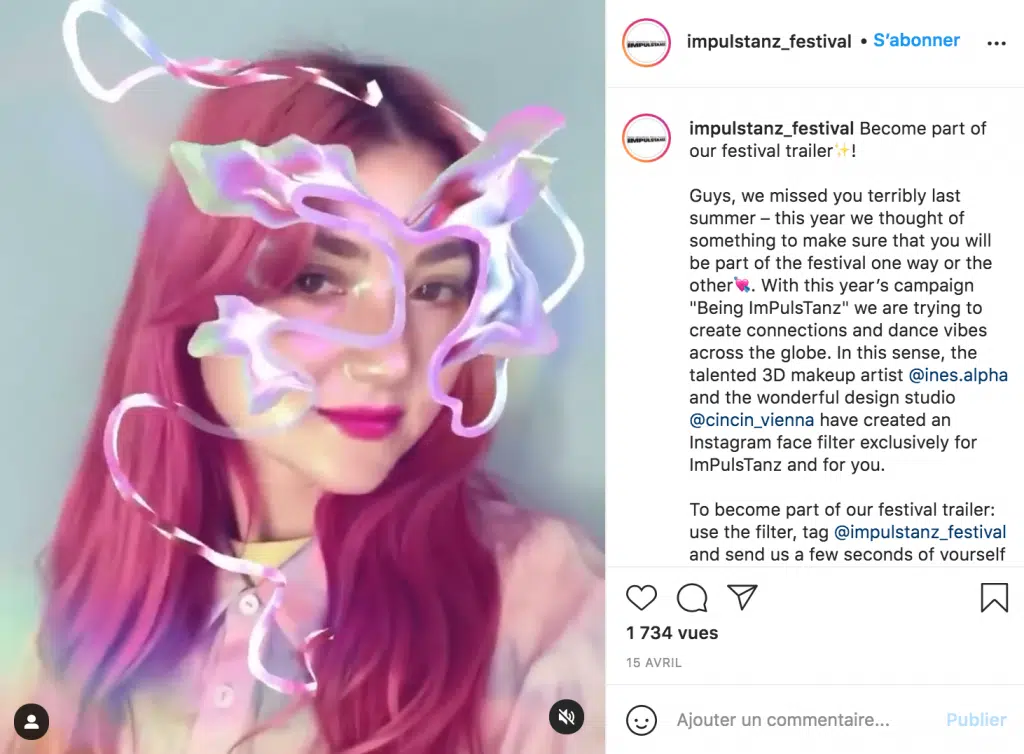 impulstanz_festival • S'abonner
IMPULSTANZ
IMPULSTANZ
impulstanz_festival Become part of
our festival trailer✨!
Guys, we missed you terribly last
summer – this year we thought of
something to make sure that you will
be part of the festival one way or the
other💘. With this year's campaign
"Being ImPulsTanz" we are trying to
create connections and dance vibes
across the globe. In this sense, the
talented 3D makeup artist @ines.alpha
and the wonderful design studio
@cincin_vienna have created an
Instagram face filter exclusively for
ImPulsTanz and for you.
To become part of our festival trailer:
use the filter, tag @impulstanz_festival
and send us a few seconds of yourself
1 734 vues
15 AVRIL
Ajouter un commentaire... Publier